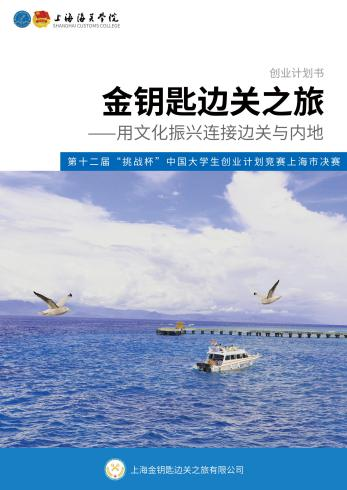 上海海关学院
SHANGHAI CUSTOMS COLLEGE
创业计划书
金钥匙边关之旅
——用文化振兴连接边关与内地
第十二届“挑战杯”中国大学生创业计划竞赛上海市决赛
上海金钥匙边关之旅有限公司